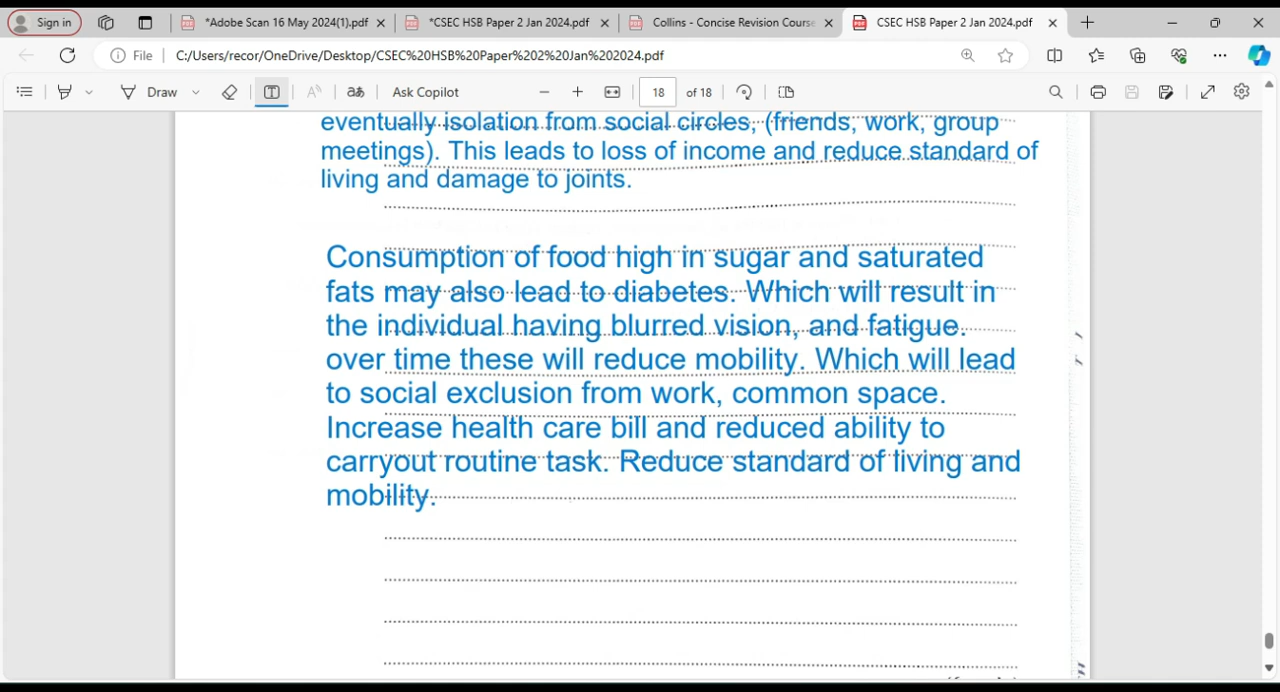 Sign in
*Adobe Scan 16 May 2024(1).pdf
*CSEC HSB Paper 2 Jan 2024.pdf
Collins - Concise Revision Course
CSEC HSB Paper 2 Jan 2024.pdf
File
C:/Users/recor/OneDrive/Desktop/CSEC%20HSB%20Paper%202%20Jan%202024.pdf
Draw
aあ
Ask Copilot
18 of 18
eventually isolation from social circles, (friends, work, group
meetings). This leads to loss of income and reduce standard of
living and damage to joints.
Consumption of food high in sugar and saturated
fats may also lead to diabetes. Which will result in
the individual having blurred vision, and fatigue.
over time these will reduce mobility. Which will lead
to social exclusion from work, common space.
Increase health care bill and reduced ability to
carryout routine task. Reduce standard of living and
mobility.